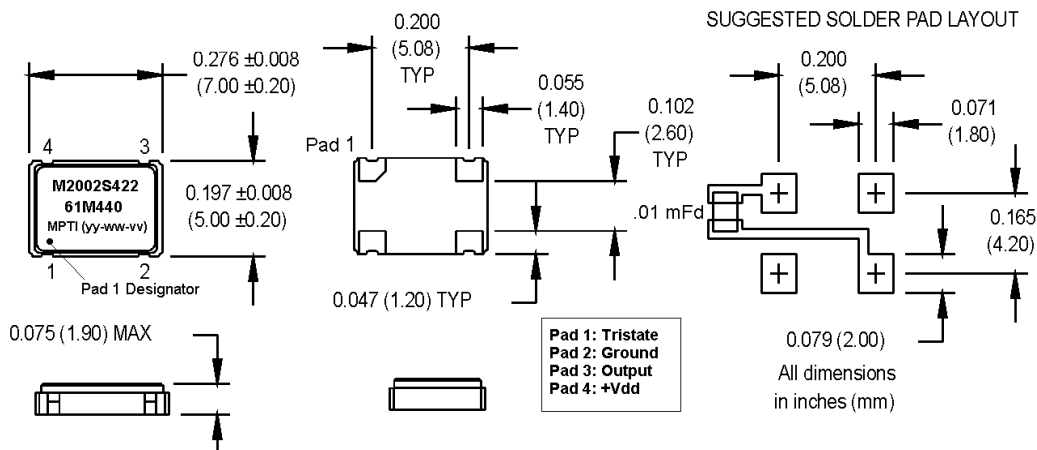 0.276 ±0.008
(7.00 ±0.20)
4 3
M2002S422
61M440
MPTI (yy-ww-vv)
1 2
Pad 1 Designator
0.197 ±0.008
(5.00 ±0.20)
0.075 (1.90) MAX
0.200
(5.08)
TYP
0.055
(1.40)
TYP
0.102
(2.60)
TYP
Pad 1
0.047 (1.20) TYP
Pad 1: Tristate
Pad 2: Ground
Pad 3: Output
Pad 4: +Vdd
SUGGESTED SOLDER PAD LAYOUT
0.200
(5.08)
0.071
(1.80)
.01 mFd
0.165
(4.20)
0.079 (2.00)
All dimensions
in inches (mm)